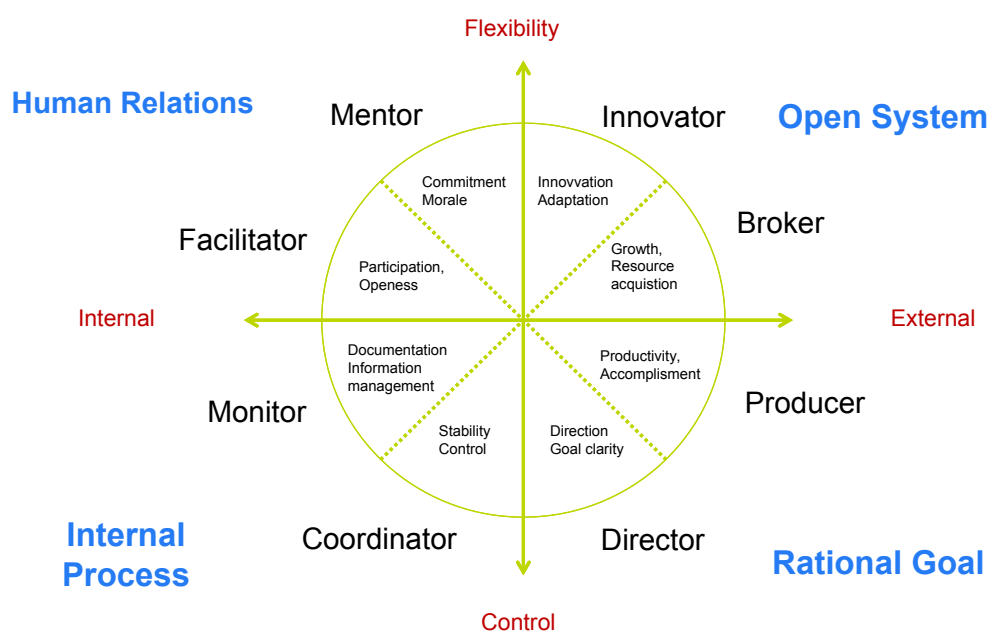 Flexibility
Human Relations
Mentor
Innovator
Open System
Commitment
Morale
Innovvation
Adaptation
Facilitator
Broker
Participation,
Openess
Growth,
Resource
acquistion
Internal
External
Documentation
Information
management
Productivity,
Accomplisment
Monitor
Producer
Stability
Control
Direction
Goal clarity
Internal
Process
Coordinator
Director
Rational Goal
Control